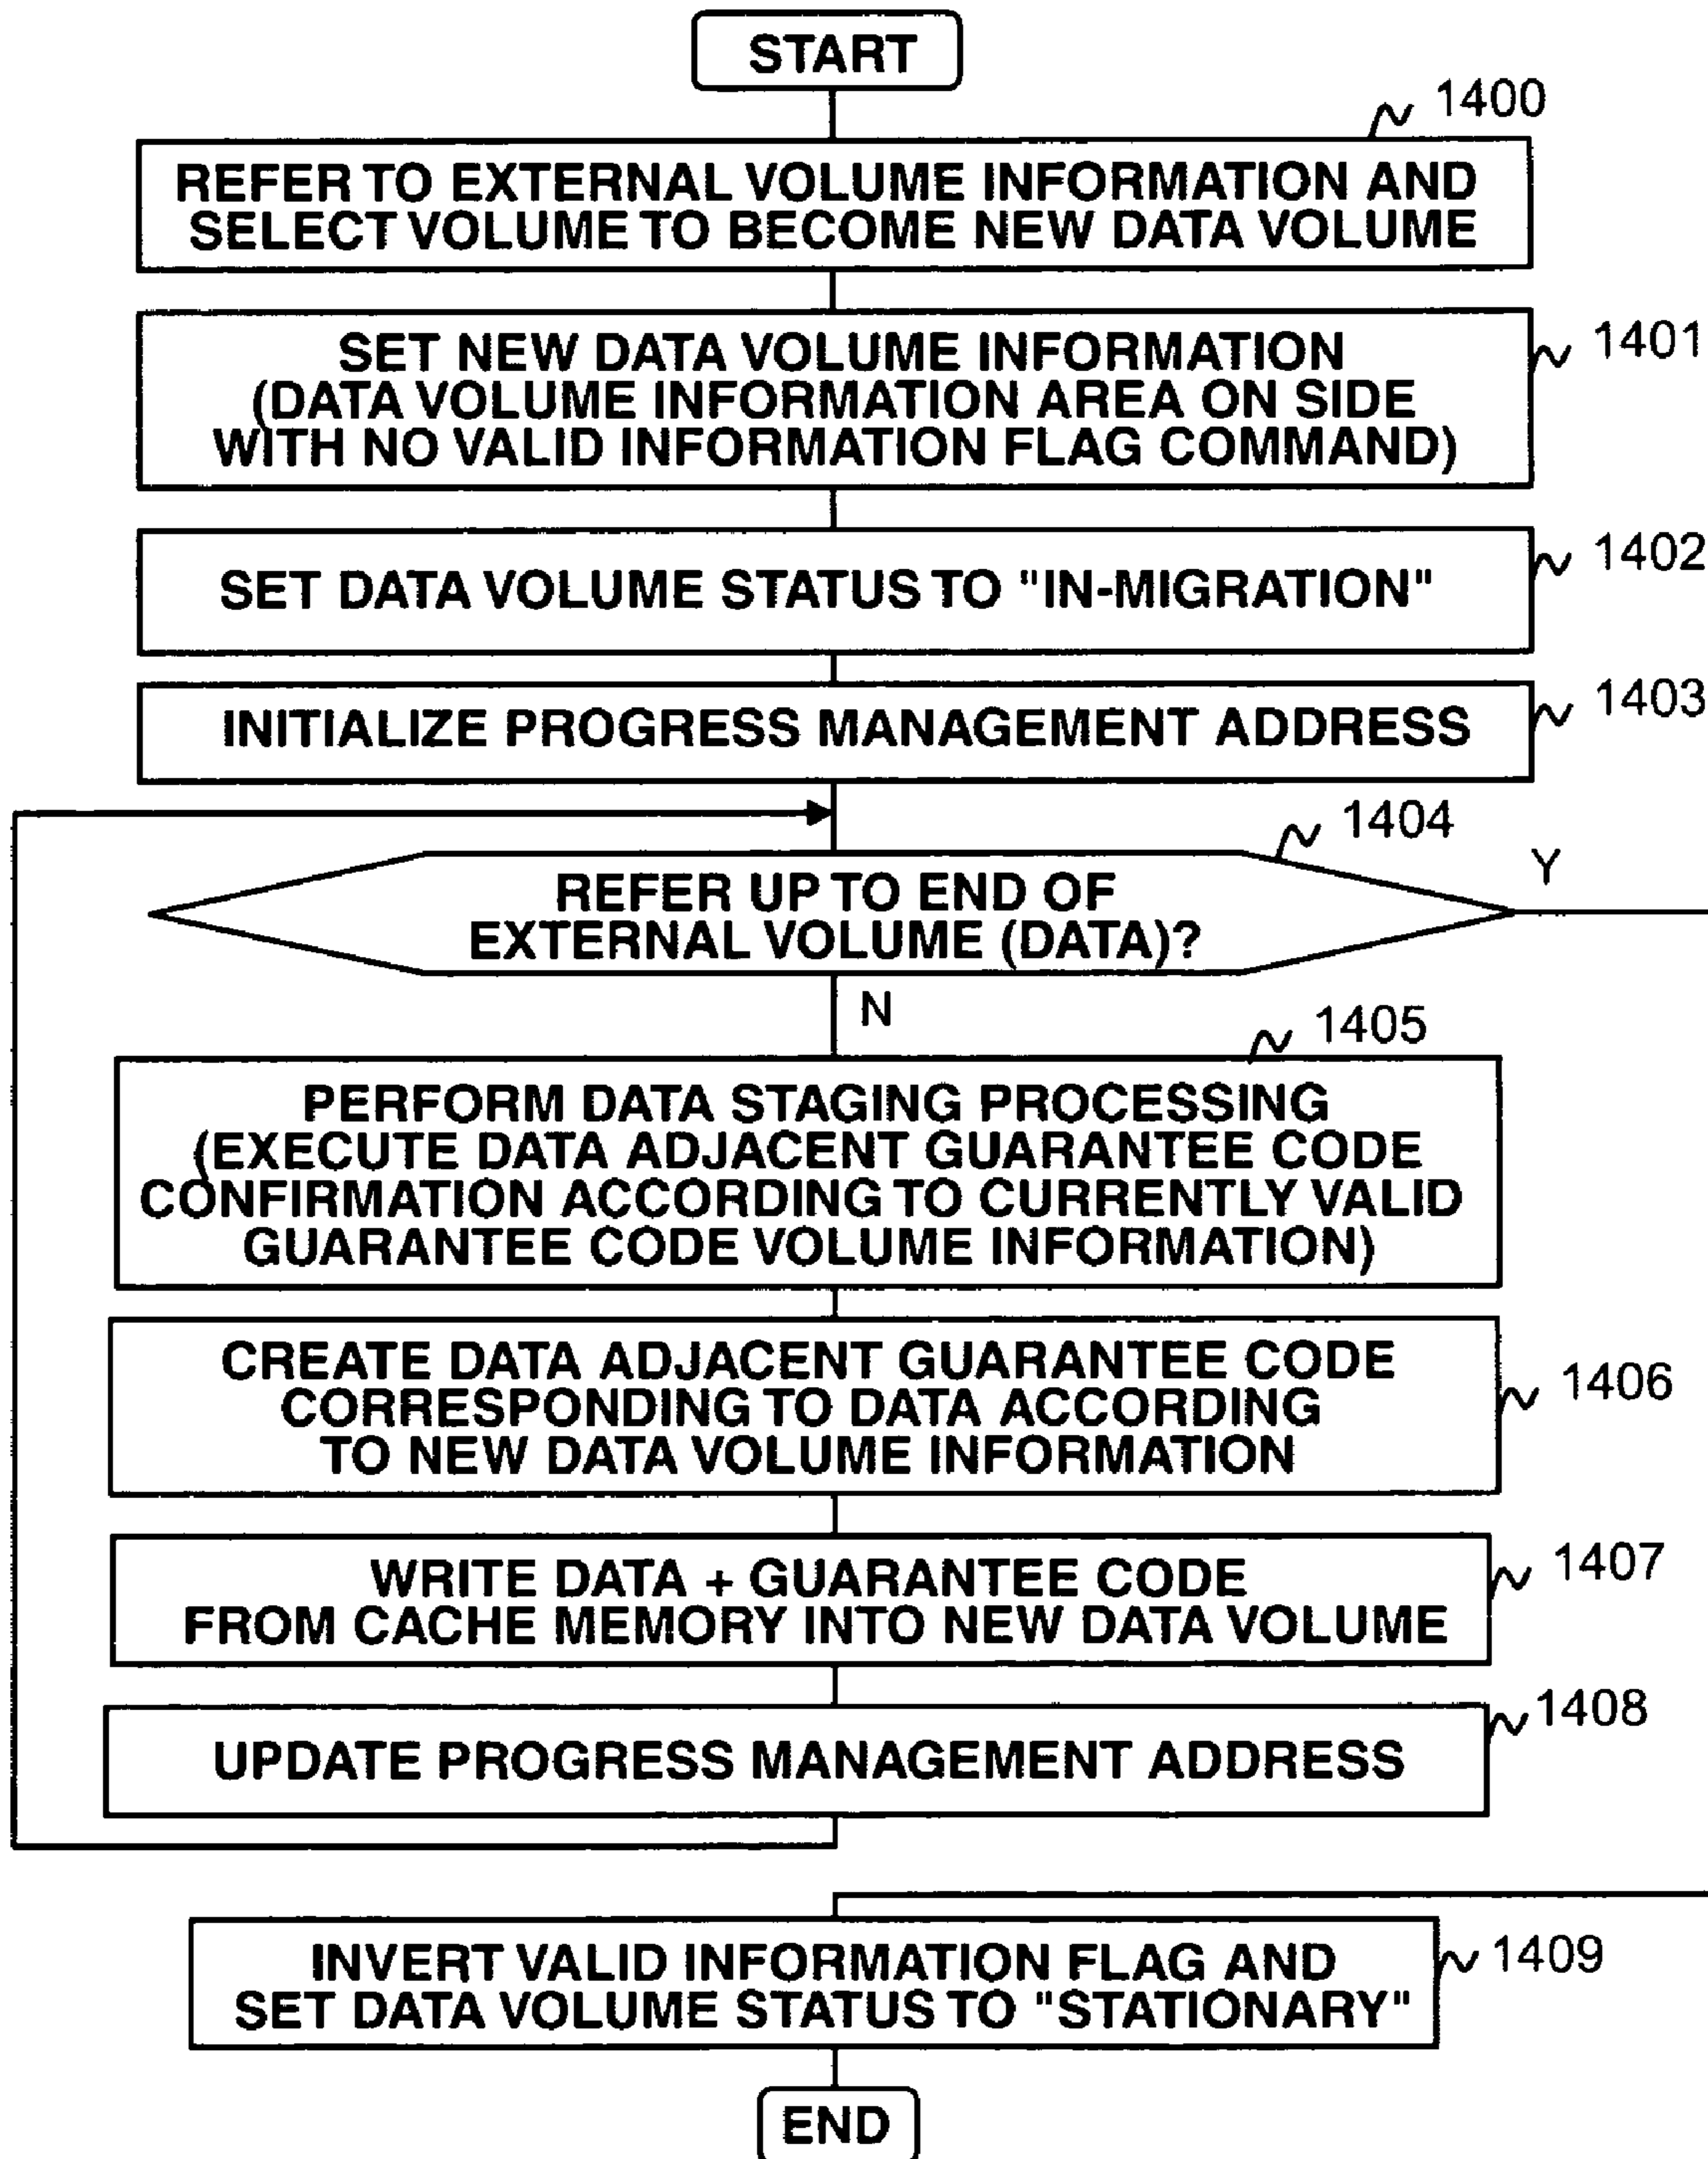 START
1400
REFER TO EXTERNAL VOLUME INFORMATION AND
SELECT VOLUME TO BECOME NEW DATA VOLUME
1401
SET NEW DATA VOLUME INFORMATION
(DATA VOLUME INFORMATION AREA ON SIDE
WITH NO VALID INFORMATION FLAG COMMAND)
1402
SET DATA VOLUME STATUS TO "IN-MIGRATION"
1403
INITIALIZE PROGRESS MANAGEMENT ADDRESS
1404
Y
REFER UP TO END OF
EXTERNAL VOLUME (DATA)?
N
1405
PERFORM DATA STAGING PROCESSING
(EXECUTE DATA ADJACENT GUARANTEE CODE
CONFIRMATION ACCORDING TO CURRENTLY VALID
GUARANTEE CODE VOLUME INFORMATION)
CREATE DATA ADJACENT GUARANTEE CODE
1406
CORRESPONDING TO DATA ACCORDING
TO NEW DATA VOLUME INFORMATION
1407
WRITE DATA + GUARANTEE CODE
FROM CACHE MEMORY INTO NEW DATA VOLUME
1408
UPDATE PROGRESS MANAGEMENT ADDRESS
1409
INVERT VALID INFORMATION FLAG AND
SET DATA VOLUME STATUS TO "STATIONARY"
END